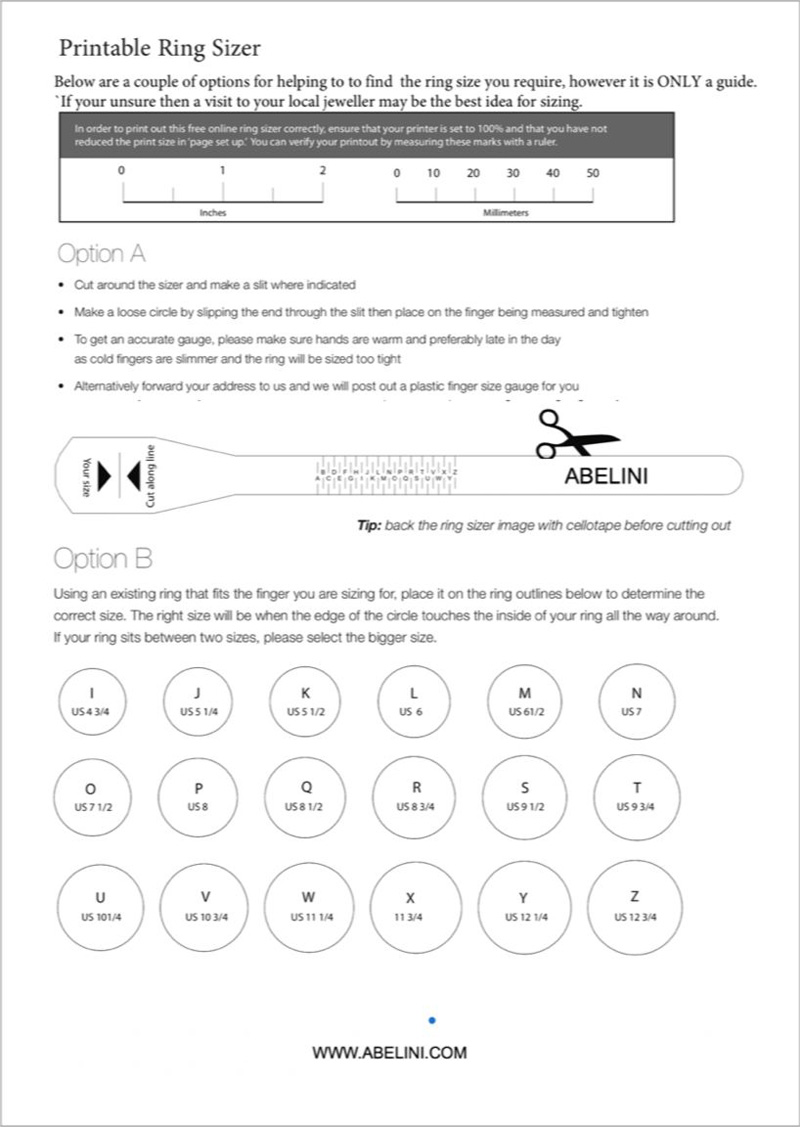 Printable Ring Sizer
Below are a couple of options for helping to to find the ring size you require, however it is ONLY a guide.
`If your unsure then a visit to your local jeweller may be the best idea for sizing.
In order to print out this free online ring sizer correctly, ensure that your printer is set to 100% and that you have not
reduced the print size in 'page set up.' You can verify your printout by measuring these marks with a ruler.
0 1 2 0 10 20 30 40 50
Inches Millimeters
Option A
• Cut around the sizer and make a slit where indicated
• Make a loose circle by slipping the end through the slit then place on the finger being measured and tighten
• To get an accurate gauge, please make sure hands are warm and preferably late in the day
as cold fingers are slimmer and the ring will be sized too tight
• Alternatively forward your address to us and we will post out a plastic finger size gauge for you
Your size
Cut along line
B D F H J L N P R T V X Z
A C E G I K M O Q S U W Y
ABELINI
Tip: back the ring sizer image with cellotape before cutting out
Option B
Using an existing ring that fits the finger you are sizing for, place it on the ring outlines below to determine the
correct size. The right size will be when the edge of the circle touches the inside of your ring all the way around.
If your ring sits between two sizes, please select the bigger size.
I J K L M N
US 4 3/4 US 5 1/4 US 5 1/2 US 6 US 61/2 US 7
O P Q R S T
US 7 1/2 US 8 US 8 1/2 US 8 3/4 US 9 1/2 US 9 3/4
U V W X Y Z
US 101/4 US 10 3/4 US 11 1/4 11 3/4 US 12 1/4 US 12 3/4
WWW.ABELINI.COM